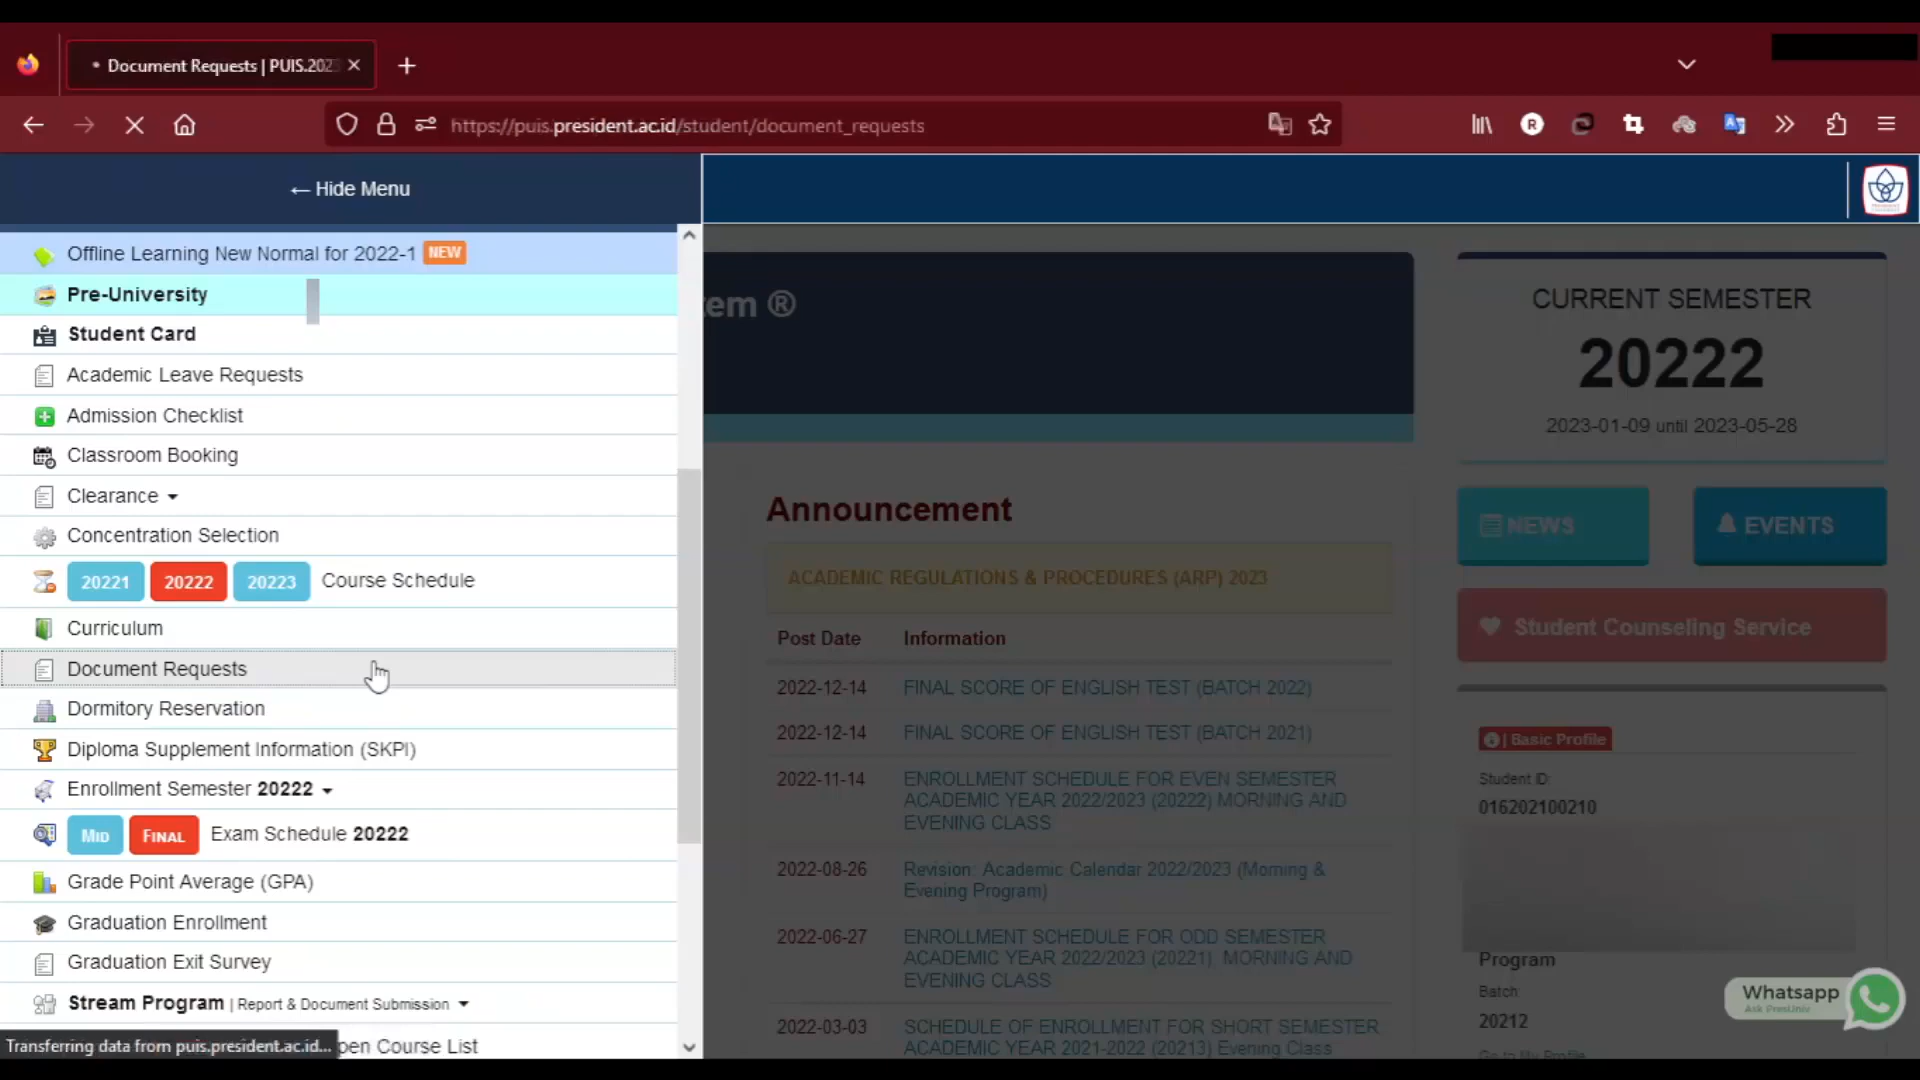 Document Requests | PUIS.202
https://puis.president.ac.id/student/document_requests
← Hide Menu
Offline Learning New Normal for 2022-1 NEW
Pre-University
Student Card
Academic Leave Requests
Admission Checklist
Classroom Booking
Clearance
Concentration Selection
20221 20222 20223 Course Schedule
Curriculum
Document Requests
Dormitory Reservation
Diploma Supplement Information (SKPI)
Enrollment Semester 20222
MID FINAL Exam Schedule 20222
Grade Point Average (GPA)
Graduation Enrollment
Graduation Exit Survey
Stream Program | Report & Document Submission
pen Course List
Transferring data from puis.president.ac.id...
tem ®
Announcement
ACADEMIC REGULATIONS & PROCEDURES (ARP) 2023
Post Date Information
2022-12-14 FINAL SCORE OF ENGLISH TEST (BATCH 2022)
2022-12-14 FINAL SCORE OF ENGLISH TEST (BATCH 2021)
2022-11-14 ENROLLMENT SCHEDULE FOR EVEN SEMESTER
ACADEMIC YEAR 2022/2023 (20222) MORNING AND
EVENING CLASS
2022-08-26 Revision: Academic Calendar 2022/2023 (Morning &
Evening Program)
2022-06-27 ENROLLMENT SCHEDULE FOR ODD SEMESTER
ACADEMIC YEAR 2022/2023 (20221) MORNING AND
EVENING CLASS
2022-03-03 SCHEDULE OF ENROLLMENT FOR SHORT SEMESTER
ACADEMIC YEAR 2021-2022 (20213) Evening Class
CURRENT SEMESTER
20222
2023-01-09 until 2023-05-28
NEWS EVENTS
Student Counseling Service
| Basic Profile
Student ID:
016202100210
Program
Batch:
20212
Go to My Profile
Whatsapp
Ask PresUniv